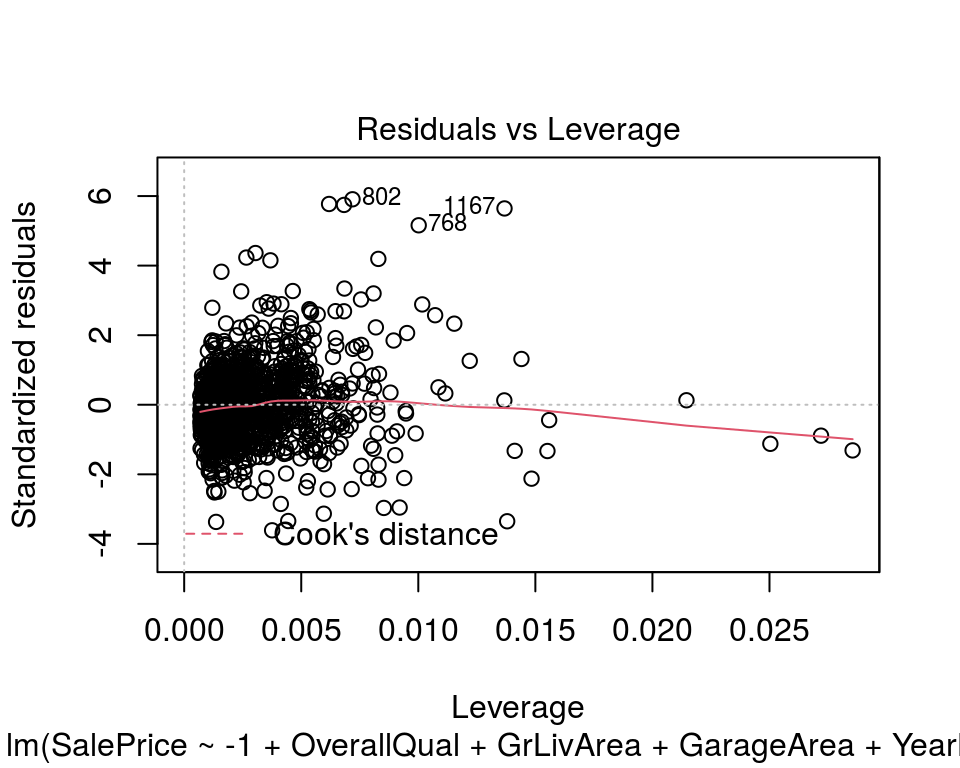 Residuals vs Leverage
Standardized residuals
6
4
2
0
-2
-4
802
1167
768
Cook's distance
0.000 0.005 0.010 0.015 0.020 0.025
Leverage
lm(SalePrice ~ -1 + OverallQual + GrLivArea + GarageArea + Year